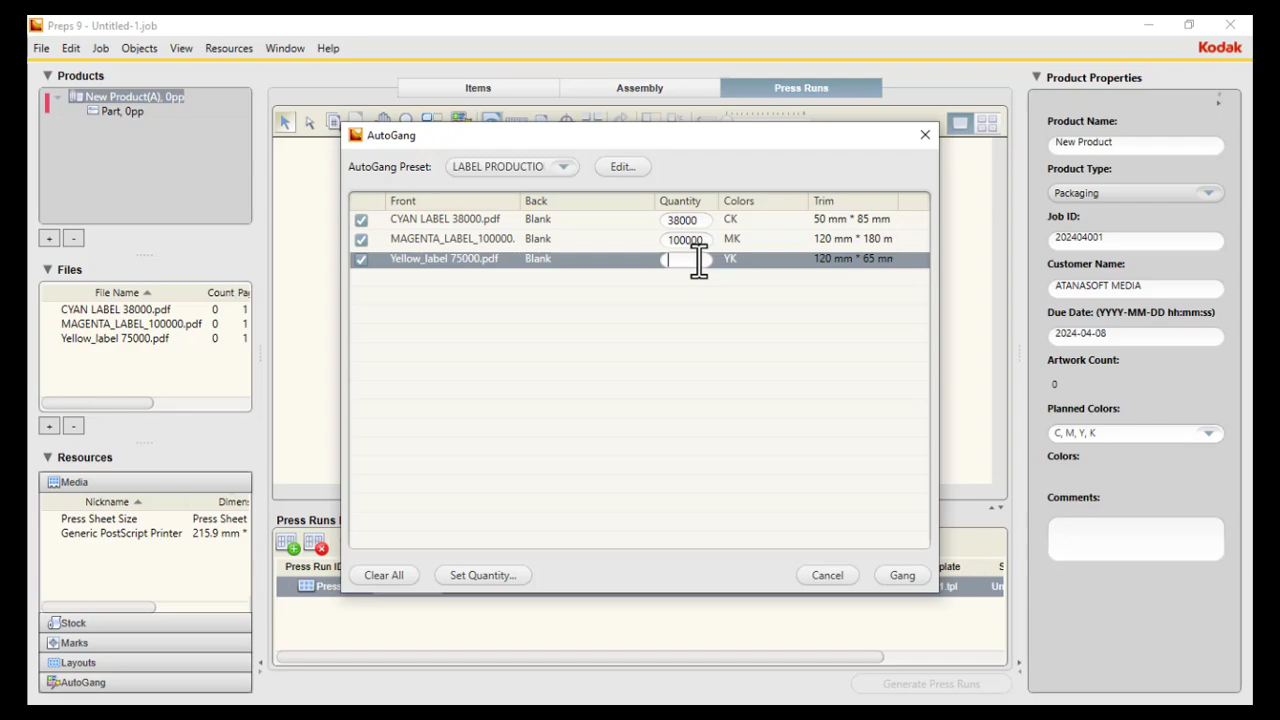 Preps 9 - Untitled-1.job
File Edit Job Objects View Resources Window Help
Kodak
Products
New Product(A), 0pp
Part, 0pp
Files
File Name Count Pa
CYAN LABEL 38000.pdf 0 1
MAGENTA_LABEL_100000.pdf 0 1
Yellow_label 75000.pdf 0 1
+ -
Resources
Media
Nickname Dimen
Press Sheet Size Press Sheet
Generic PostScript Printer 215.9 mm *
Stock
Marks
Layouts
AutoGang
Items Assembly Press Runs
AutoGang
AutoGang Preset: LABEL PRODUCTIO Edit...
Front Back Quantity Colors Trim
CYAN LABEL 38000.pdf Blank 38000 CK 50 mm * 85 mm
MAGENTA_LABEL_100000. Blank 100000 MK 120 mm * 180 m
Yellow_label 75000.pdf Blank YK 120 mm * 65 mn
Clear All Set Quantity... Cancel Gang
Press Runs
Press Run ID plate S
Press 1.tpl Un
Generate Press Runs
Product Properties
Product Name:
New Product
Product Type:
Packaging
Job ID:
202404001
Customer Name:
ATANASOFT MEDIA
Due Date: (YYYY-MM-DD hh:mm:ss)
2024-04-08
Artwork Count:
0
Planned Colors:
C, M, Y, K
Colors:
Comments: